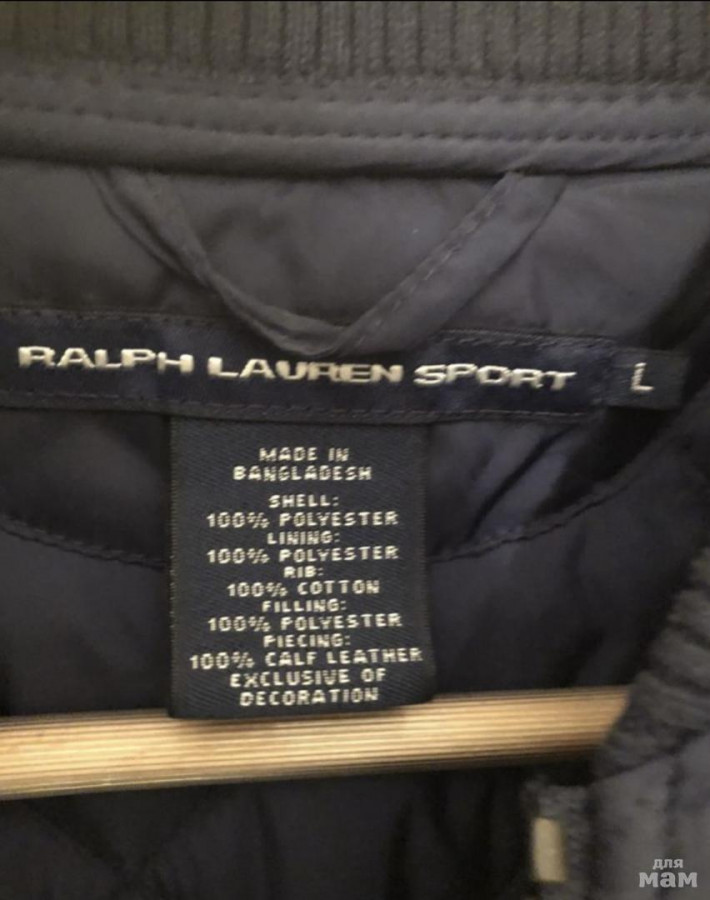 RALPH LAUREN SPORT L
MADE IN
BANGLADESH
SHELL:
100% POLYESTER
LINING:
100% POLYESTER
RIB:
100% COTTON
FILLING:
100% POLYESTER
PIECING:
100% CALF LEATHER
EXCLUSIVE OF
DECORATION
для
мам